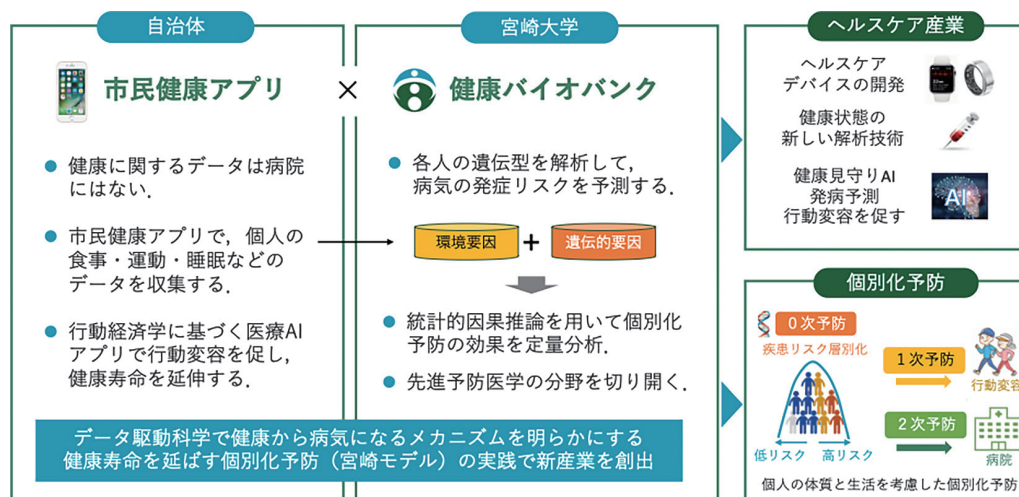 自治体
市民健康アプリ
×
健康に関するデータは病院
にはない.
市民健康アプリで，個人の
食事・運動・睡眠などの
データを収集する.
行動経済学に基づく医療AI
アプリで行動変容を促し，
健康寿命を延伸する.
宮崎大学
健康バイオバンク
各人の遺伝型を解析して，
病気の発症リスクを予測する.
環境要因
+
遺伝的要因
統計的因果推論を用いて個別化
予防の効果を定量分析.
先進予防医学の分野を切り開く.
データ駆動科学で健康から病気になるメカニズムを明らかにする
健康寿命を延ばす個別化予防（宮崎モデル）の実践で新産業を創出
ヘルスケア産業
ヘルスケア
デバイスの開発
健康状態の
新しい解析技術
健康見守りAI
発病予測
行動変容を促す
AI
個別化予防
0次予防
疾患リスク層別化
1次予防
行動変容
2次予防
病院
低リスク
高リスク
個人の体質と生活を考慮した個別化予防